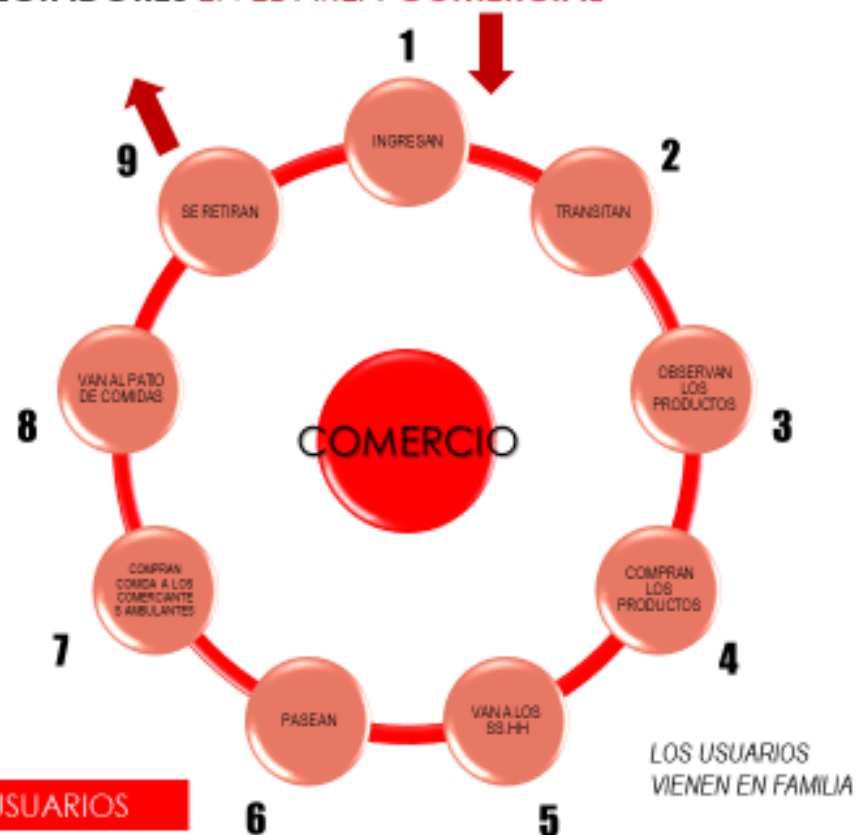 1
INGRESAN
2
TRANSITAN
3
OBSERVAN
LOS
PRODUCTOS
4
COMPRAN
LOS
PRODUCTOS
5
VAN A LOS
SS.HH
6
PASEAN
7
COMPRAN
COMIDA A LOS
COMERCIANTE
S AMBULANTES
8
VAN AL PATIO
DE COMIDAS
9
SE RETIRAN
COMERCIO
LOS USUARIOS
VIENEN EN FAMILIA
USUARIOS